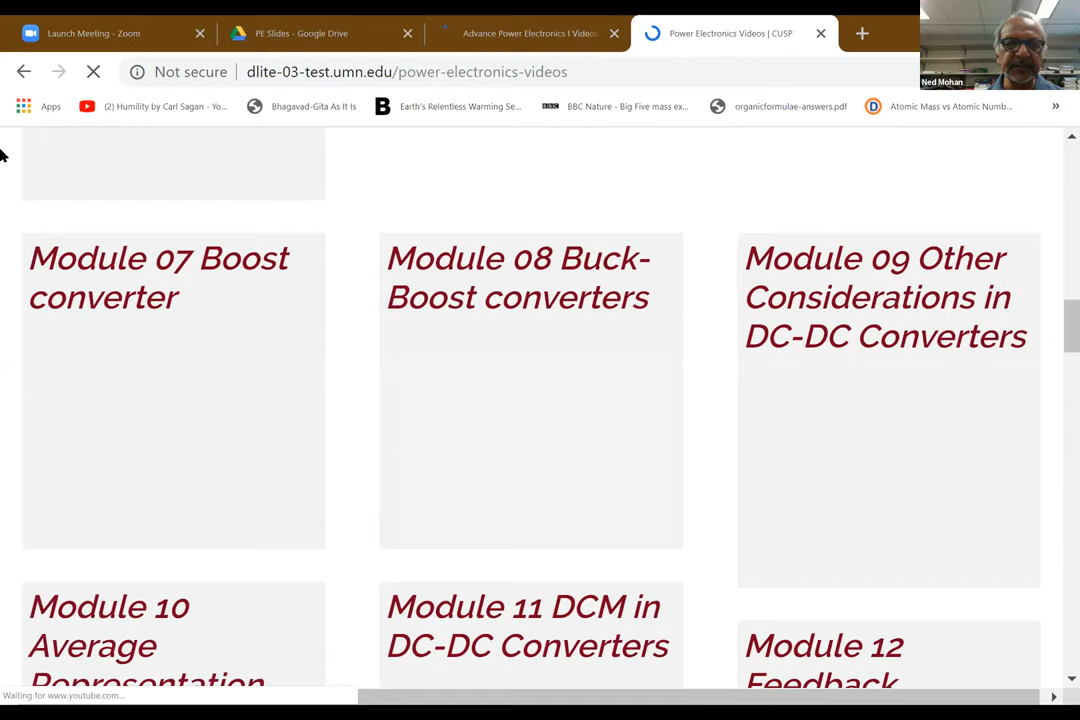 Launch Meeting - Zoom
PE Slides - Google Drive
Advance Power Electronics I Videos
Power Electronics Videos | CUSP
Ned Mohan
Not secure
dlite-03-test.umn.edu/power-electronics-videos
Apps
(2) Humility by Carl Sagan - Yo...
Bhagavad-Gita As It Is
B
Earth's Relentless Warming Se...
BBC
BBC Nature - Big Five mass ex...
organicformulae-answers.pdf
D
Atomic Mass vs Atomic Numb...
Module 07 Boost
converter
Module 08 Buck-
Boost converters
Module 09 Other
Considerations in
DC-DC Converters
Module 10
Average
Representation
Module 11 DCM in
DC-DC Converters
Module 12
Feedback
Waiting for www.youtube.com...